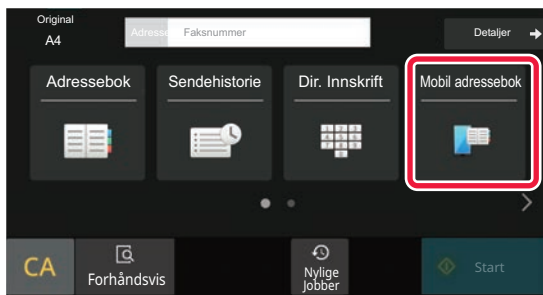 Original
A4
Adresse Faksnummer
Detaljer
Adressebok
Sendehistorie
Dir. Innskrift
Mobil adressebok
CA
Forhåndsvis
Nylige
Jobber
Start